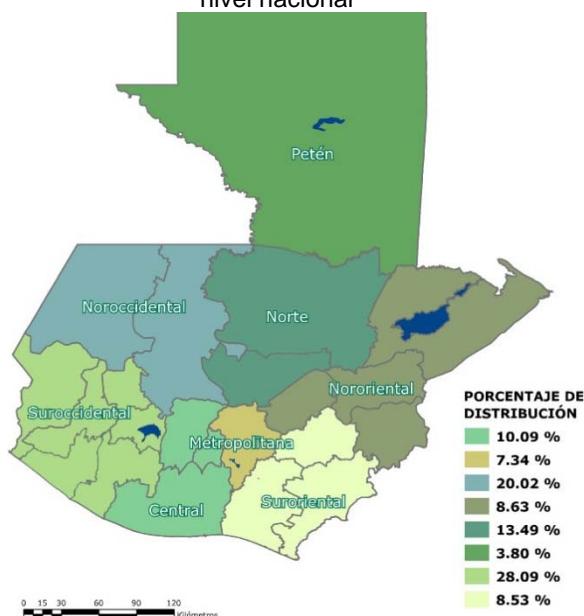 nivel nacional
Petén
Noroccidental
Norte
Nororiental
Suroccidental
Metropolitana
Central
Suroriental
PORCENTAJE DE
DISTRIBUCIÓN
10.09 %
7.34 %
20.02 %
8.63 %
13.49 %
3.80 %
28.09 %
8.53 %
0 15 30 60 90 120
Kilómetros